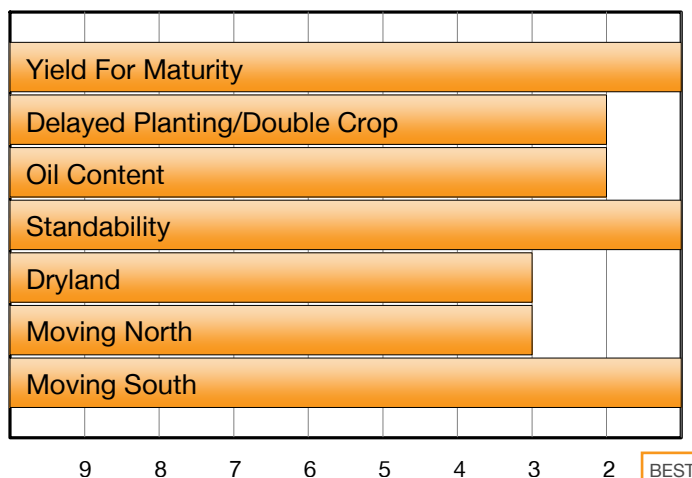 Yield For Maturity
Delayed Planting/Double Crop
Oil Content
Standability
Dryland
Moving North
Moving South
9 8 7 6 5 4 3 2 BEST